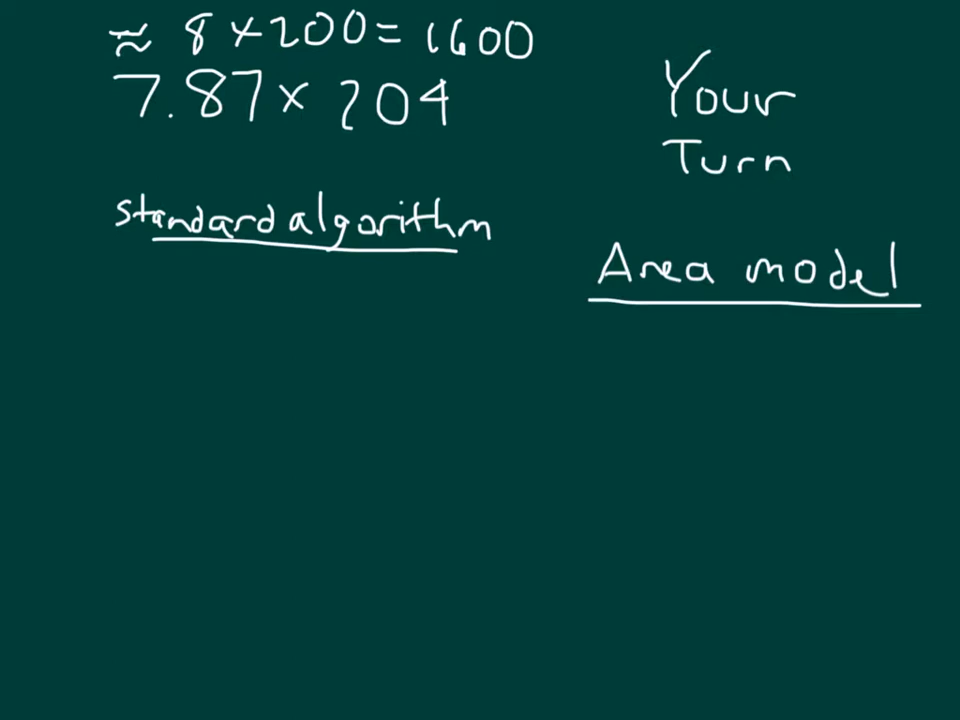 ≈ 8 × 200 = 1600
7.87 × 204
Your
Turn
standard algorithm
Area model